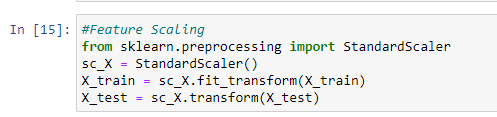 In [15]:
#Feature Scaling
from sklearn.preprocessing import StandardScaler
sc_X = StandardScaler()
X_train = sc_X.fit_transform(X_train)
X_test = sc_X.transform(X_test)